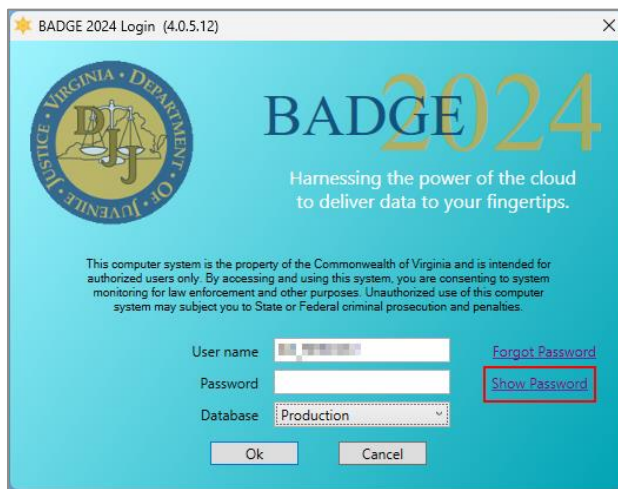 BADGE 2024 Login (4.0.5.12)
VIRGINIA • DEPARTMENT OF JUVENILE • JUSTICE •
DJJ
BADGE 2024
Harnessing the power of the cloud
to deliver data to your fingertips.
This computer system is the property of the Commonwealth of Virginia and is intended for
authorized users only. By accessing and using this system, you are consenting to system
monitoring for law enforcement and other purposes. Unauthorized use of this computer
system may subject you to State or Federal criminal prosecution and penalties.
User name Forgot Password
Password Show Password
Database Production
Ok Cancel